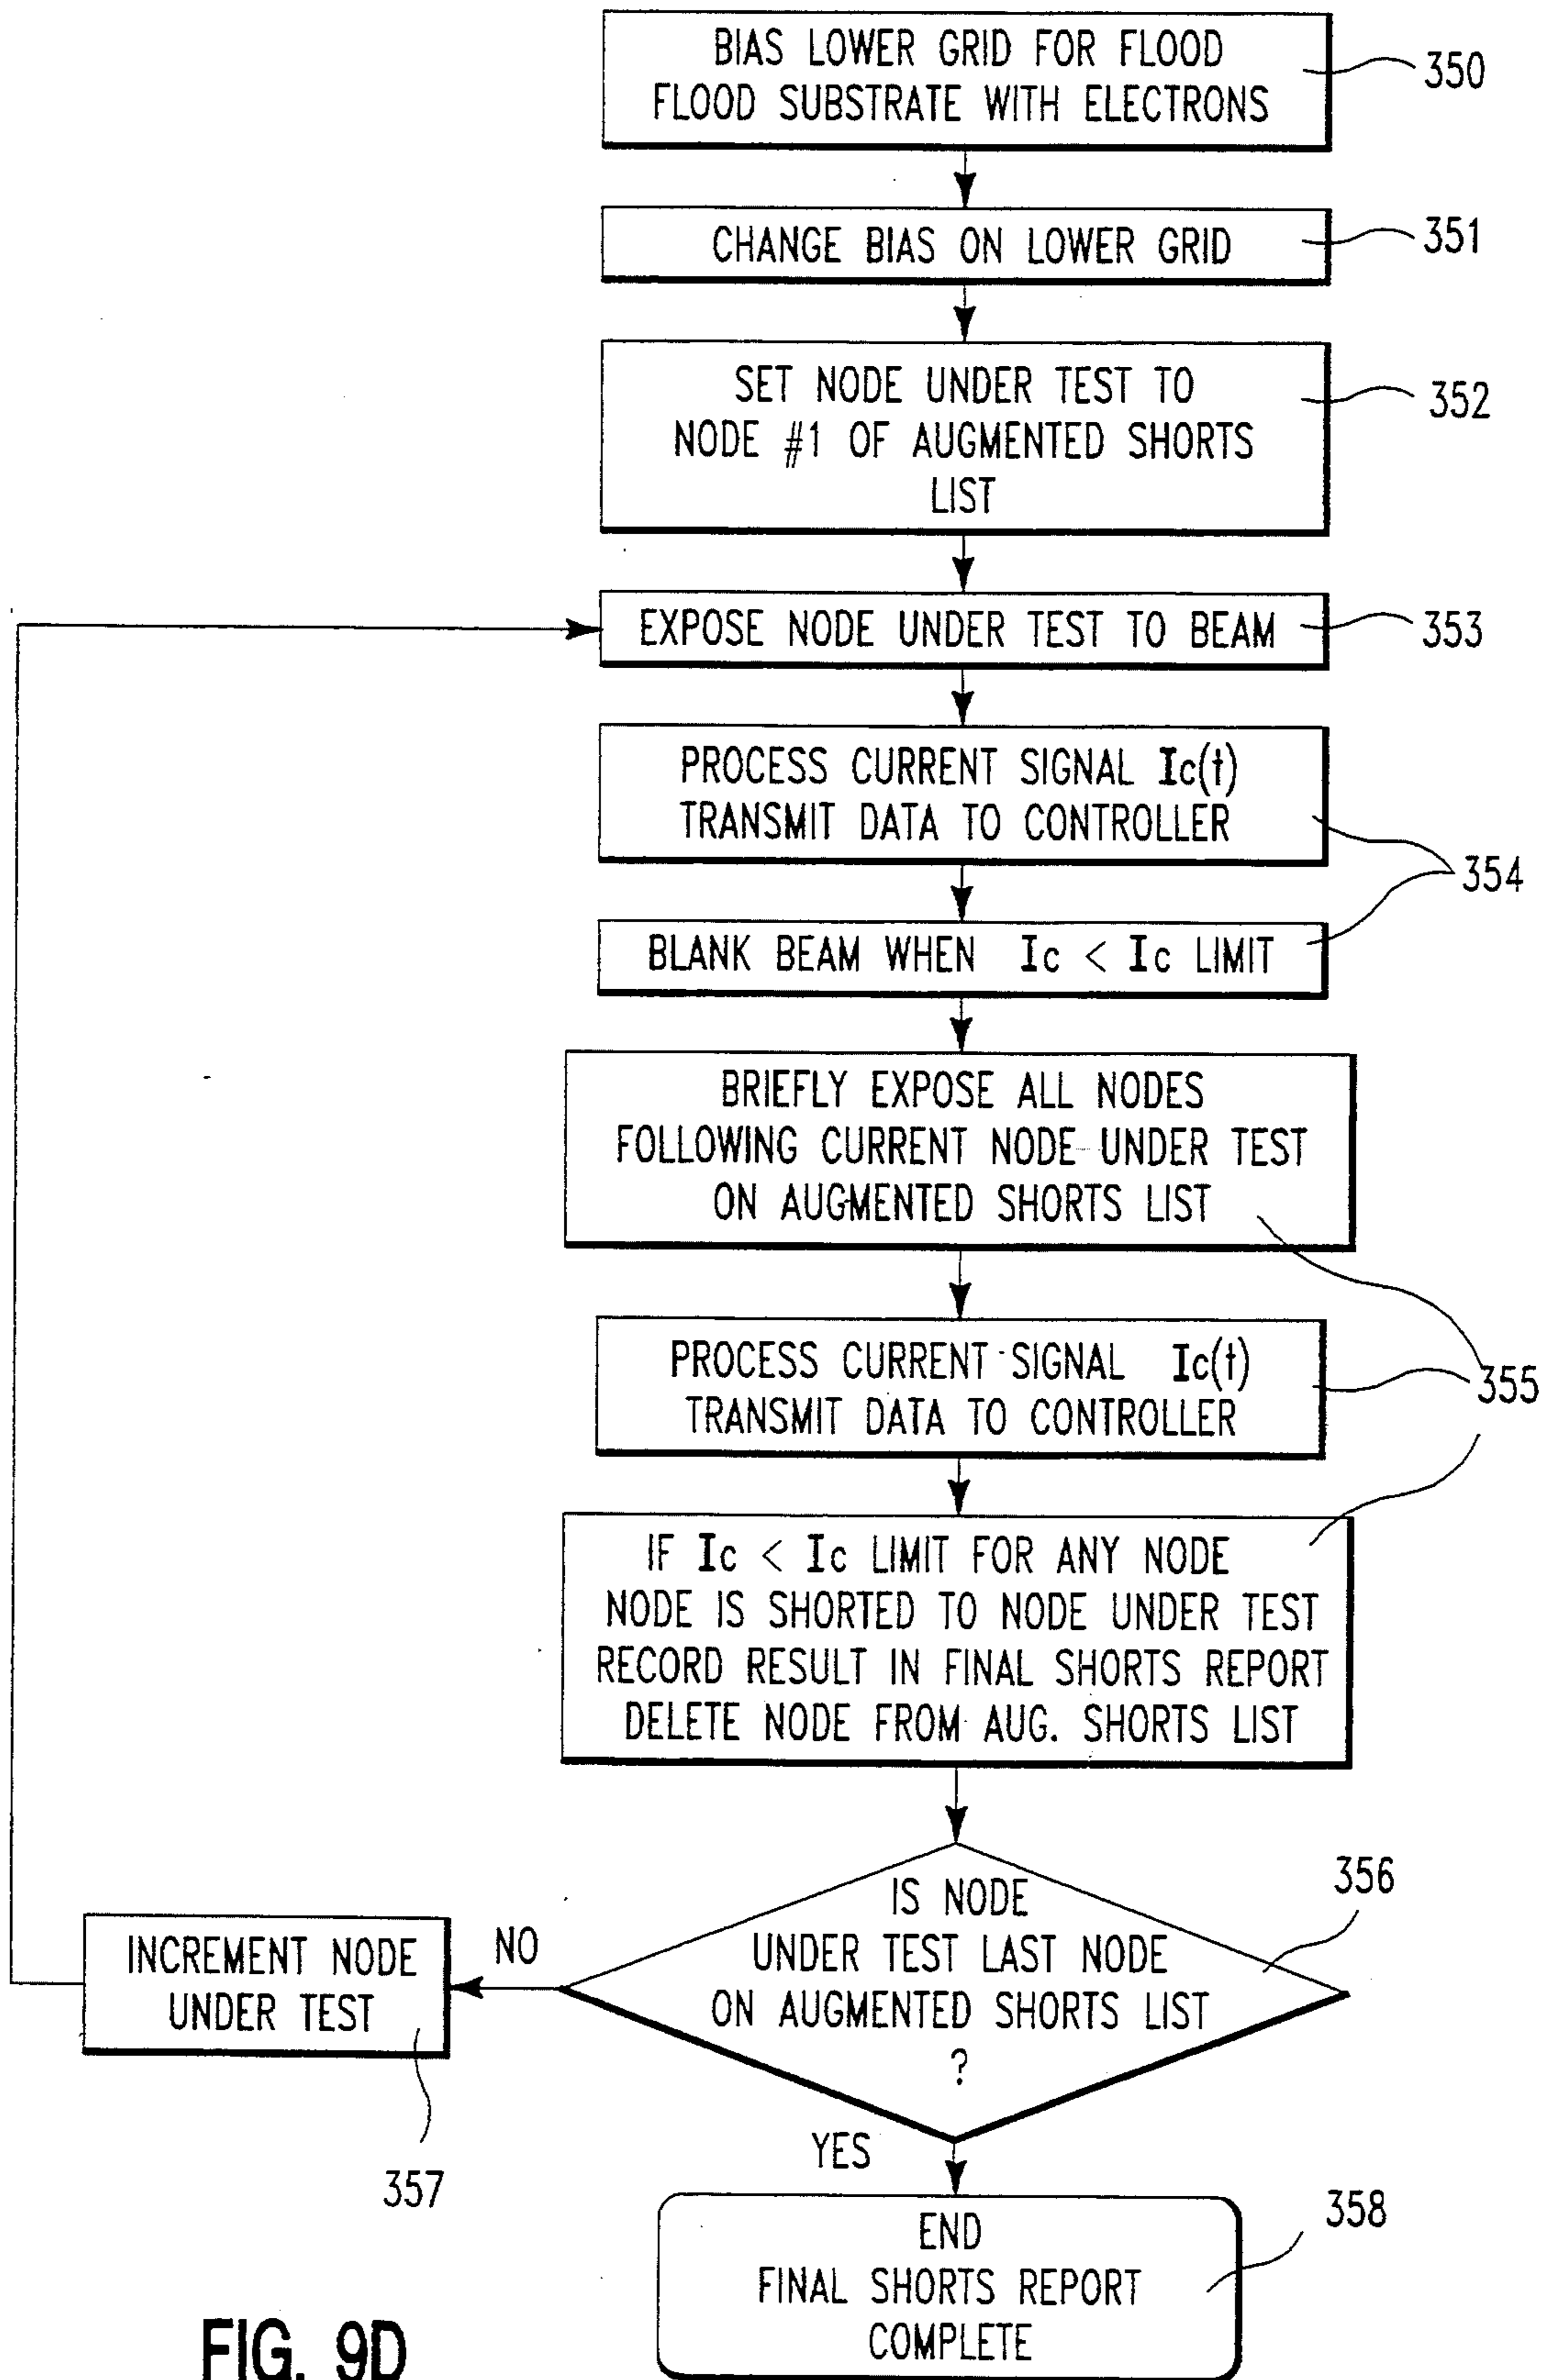 BIAS LOWER GRID FOR FLOOD
FLOOD SUBSTRATE WITH ELECTRONS
350
CHANGE BIAS ON LOWER GRID
351
SET NODE UNDER TEST TO
NODE #1 OF AUGMENTED SHORTS
LIST
352
EXPOSE NODE UNDER TEST TO BEAM
353
PROCESS CURRENT SIGNAL Ic(t)
TRANSMIT DATA TO CONTROLLER
354
BLANK BEAM WHEN Ic < Ic LIMIT
BRIEFLY EXPOSE ALL NODES
FOLLOWING CURRENT NODE UNDER TEST
ON AUGMENTED SHORTS LIST
PROCESS CURRENT SIGNAL Ic(t)
TRANSMIT DATA TO CONTROLLER
355
IF Ic < Ic LIMIT FOR ANY NODE
NODE IS SHORTED TO NODE UNDER TEST
RECORD RESULT IN FINAL SHORTS REPORT
DELETE NODE FROM AUG. SHORTS LIST
IS NODE
UNDER TEST LAST NODE
ON AUGMENTED SHORTS LIST
?
356
NO
INCREMENT NODE
UNDER TEST
357
YES
END
FINAL SHORTS REPORT
COMPLETE
358
FIG. 9D